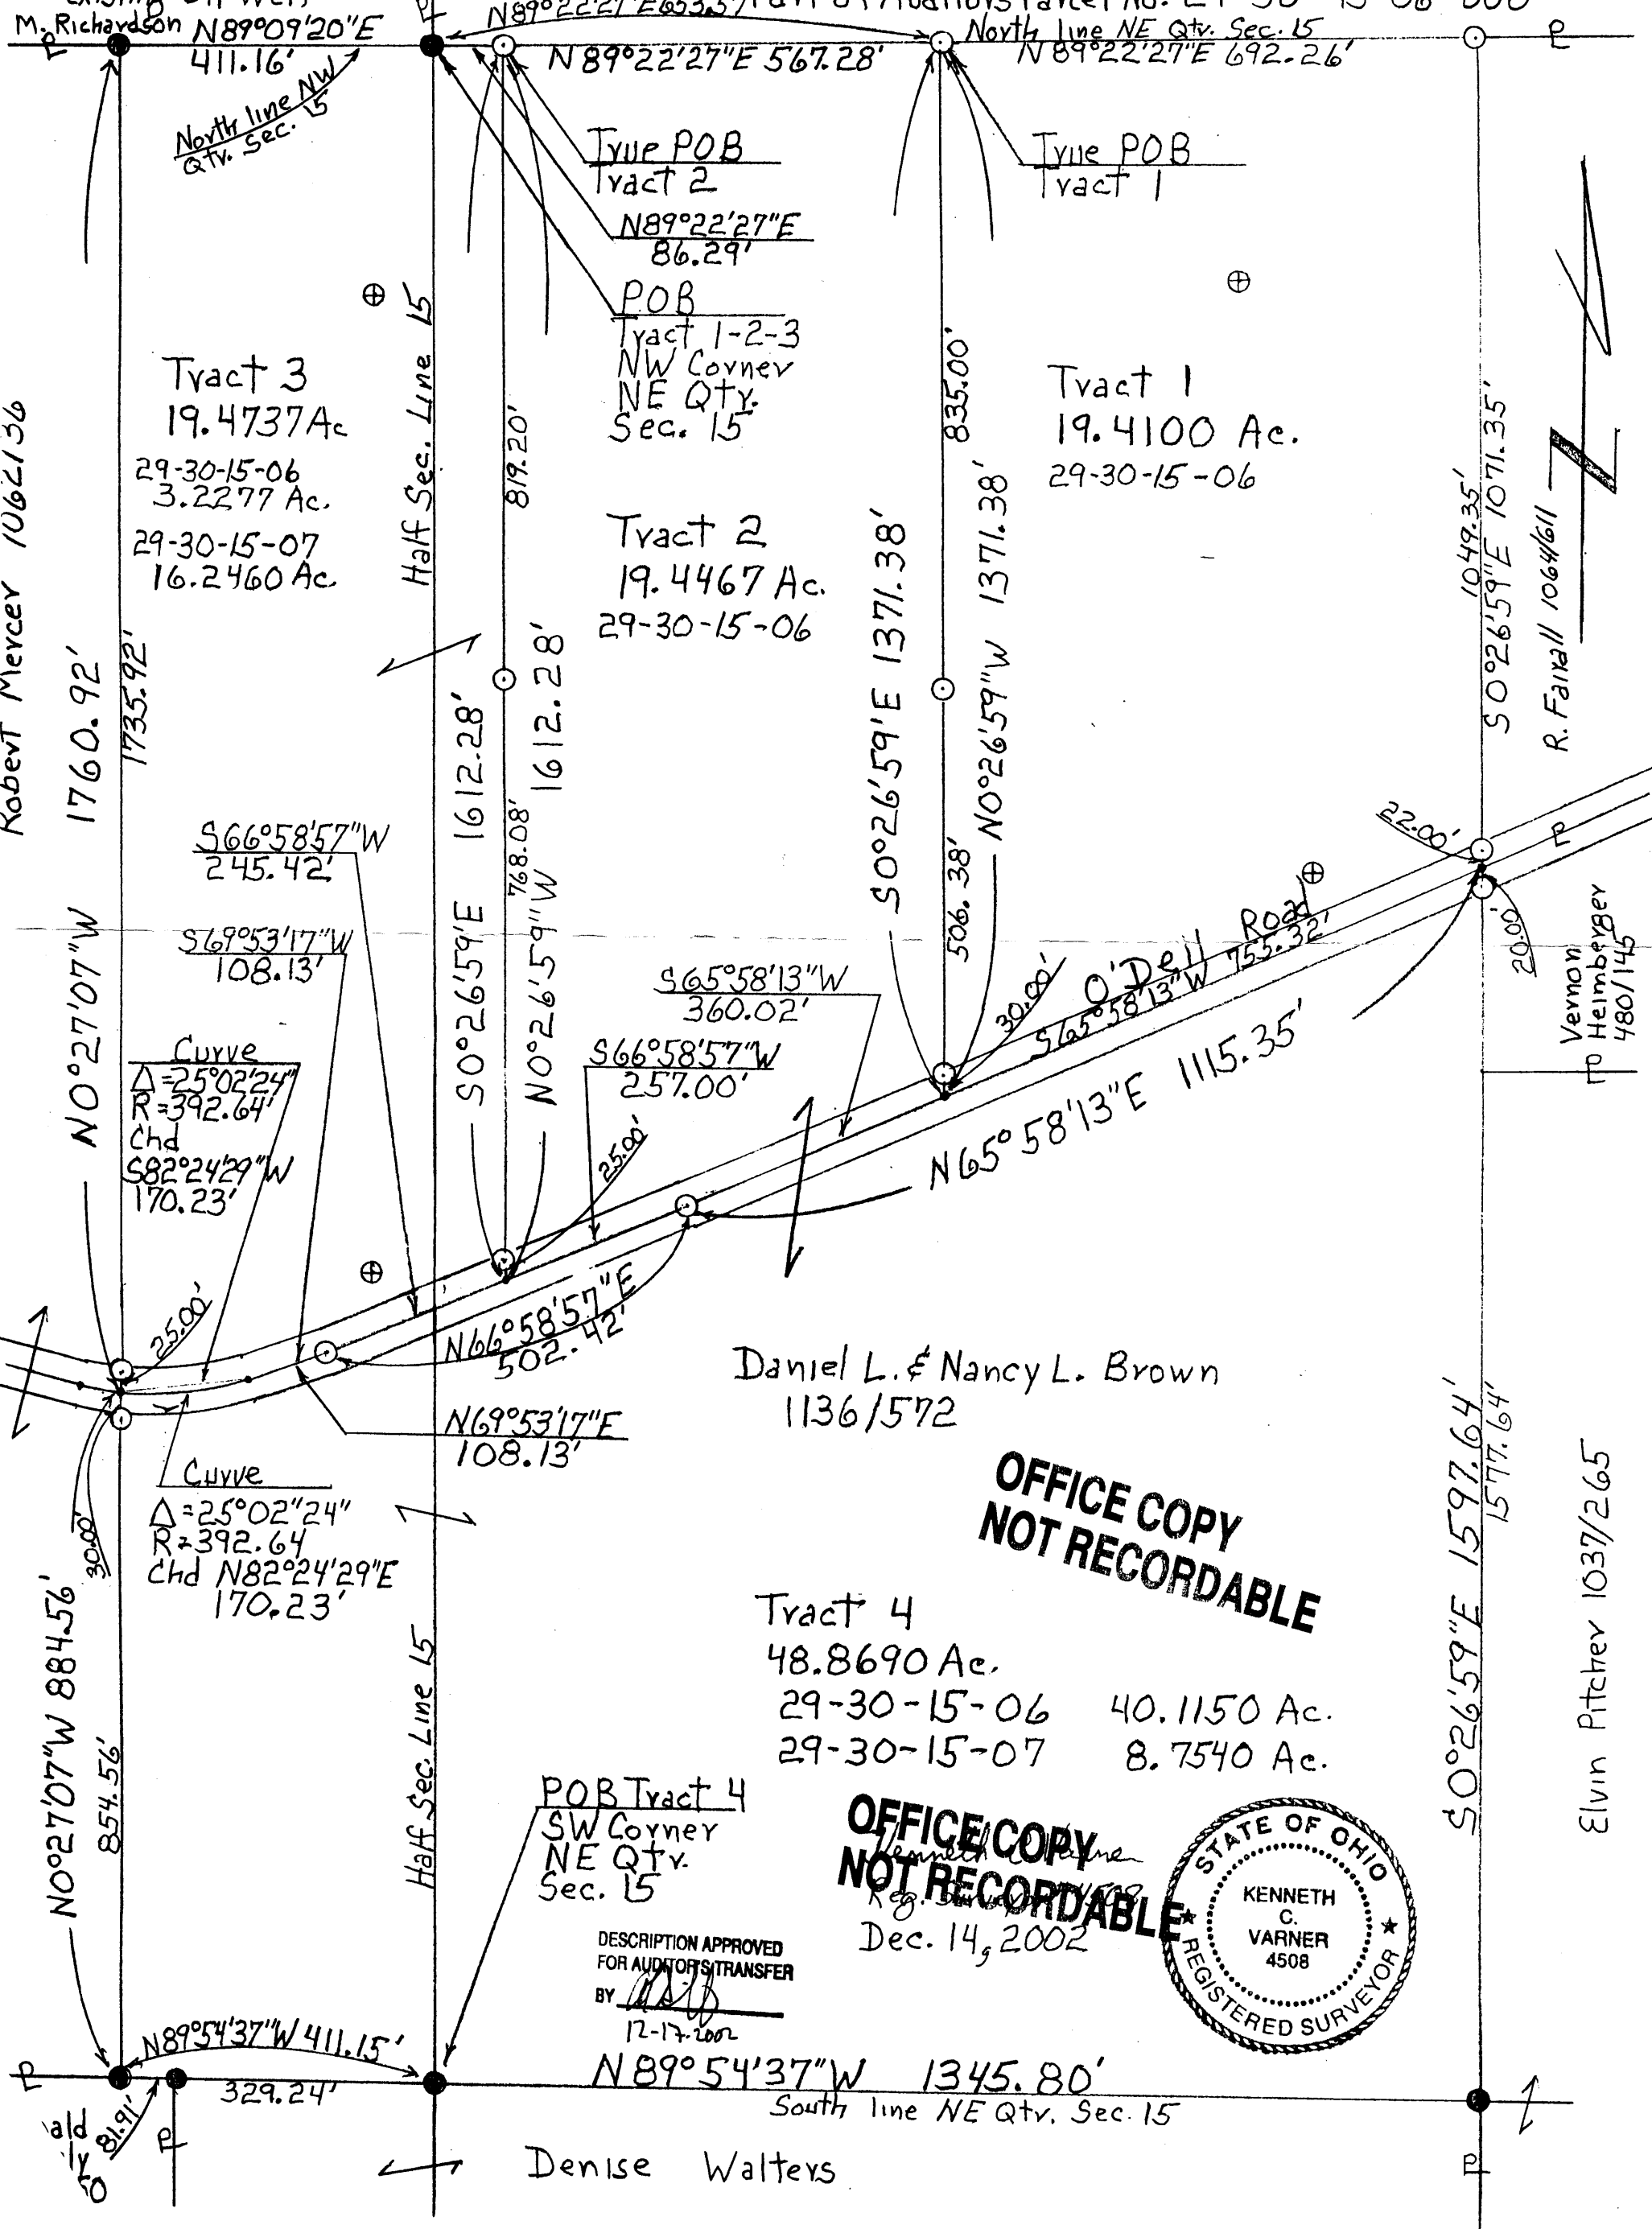 M. Richardson N89°09'20"E
411.16'
North line NW
Qtr. Sec. 15
N89°22'27"E 653.57'
N89°22'27"E 567.28'
North line NE Qtr. Sec. 15
N89°22'27"E 692.26'
True POB
Tract 2
N89°22'27"E
86.29'
POB
Tract 1-2-3
NW Corner
NE Qtr.
Sec. 15
True POB
Tract 1
Tract 3
19.4737 Ac
29-30-15-06
3.2277 Ac.
29-30-15-07
16.2460 Ac.
Half Sec. Line 15
819.20'
Tract 2
19.4467 Ac.
29-30-15-06
835.00'
Tract 1
19.4100 Ac.
29-30-15-06
Robert Mercer 1062/136
N0°27'07"W 1760.92'
1735.92'
S0°26'59"E 1612.28'
768.08'
N0°26'59"W 1612.28'
S0°26'59"E 1371.38'
506.38'
N0°26'59"W 1371.38'
1049.35'
S0°26'59"E 1071.35'
R. Fairall 1064/611
S66°58'57"W
245.42'
S69°53'17"W
108.13'
Curve
Δ=25°02'24"
R=392.64'
Chd
S82°24'29"W
170.23'
S65°58'13"W
360.02'
S66°58'57"W
257.00'
25.00'
30.00'
O'Dell Road
S65°58'13"W 755.32'
22.00'
20.00'
N65°58'13"E 1115.35'
Vernon
Heimberger
480/145
25.00'
N66°58'57"E
502.42'
N69°53'17"E
108.13'
Daniel L. & Nancy L. Brown
1136/572
30.00'
Curve
Δ=25°02"24"
R=392.64
Chd N82°24'29"E
170.23'
OFFICE COPY
NOT RECORDABLE
N0°27'07"W 884.56'
854.56'
Half Sec. Line 15
Tract 4
48.8690 Ac.
29-30-15-06 40.1150 Ac.
29-30-15-07 8.7540 Ac.
S0°26'59"E 1597.64'
1577.64'
Elvin Pitcher 1037/265
POB Tract 4
SW Corner
NE Qtr.
Sec. 15
OFFICE COPY
NOT RECORDABLE
Kenneth C. Varner
Reg. Surveyor 4508
Dec. 14, 2002
STATE OF OHIO
KENNETH
C.
VARNER
4508
REGISTERED SURVEYOR
DESCRIPTION APPROVED
FOR AUDITOR'S TRANSFER
BY
12-17-2002
N89°54'37"W 411.15'
329.24'
81.91'
N89°54'37"W 1345.80'
South line NE Qtr. Sec. 15
Denise Walters